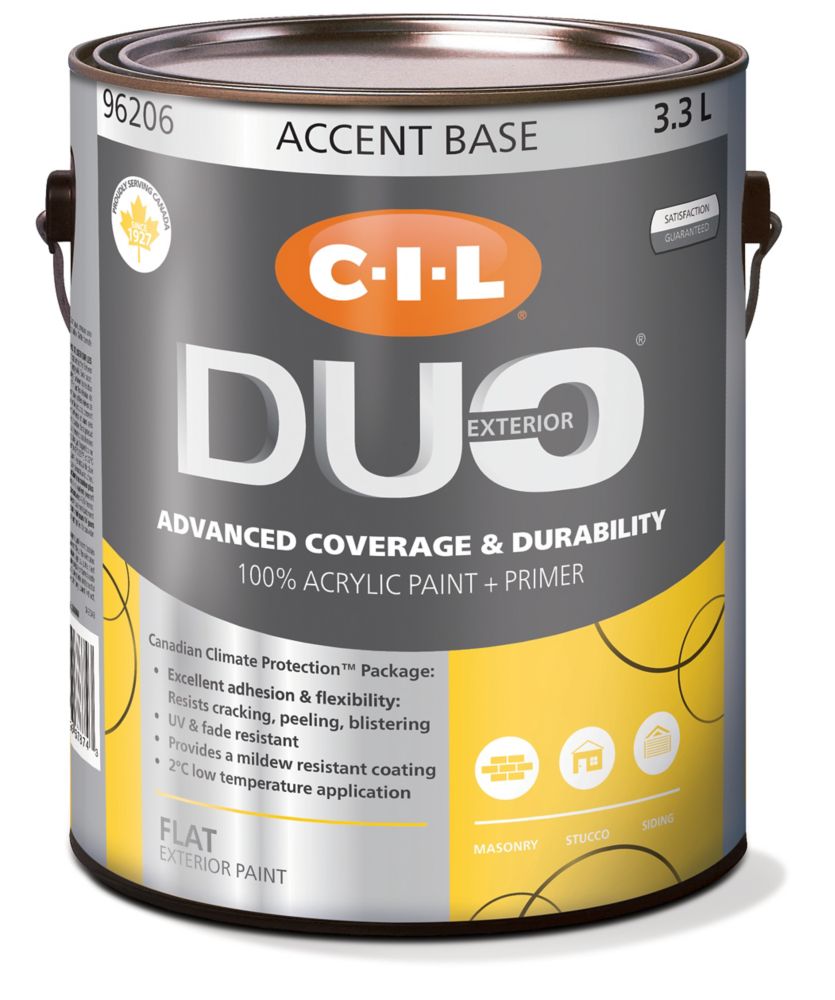 96206
ACCENT BASE
3.3 L
PROUDLY SERVING CANADA
SINCE
1927
SATISFACTION
GUARANTEED
C·I·L®
DUO®
EXTERIOR
ADVANCED COVERAGE & DURABILITY
100% ACRYLIC PAINT + PRIMER
Canadian Climate Protection™ Package:
• Excellent adhesion & flexibility:
Resists cracking, peeling, blistering
• UV & fade resistant
• Provides a mildew resistant coating
• 2°C low temperature application
FLAT
EXTERIOR PAINT
MASONRY
STUCCO
SIDING